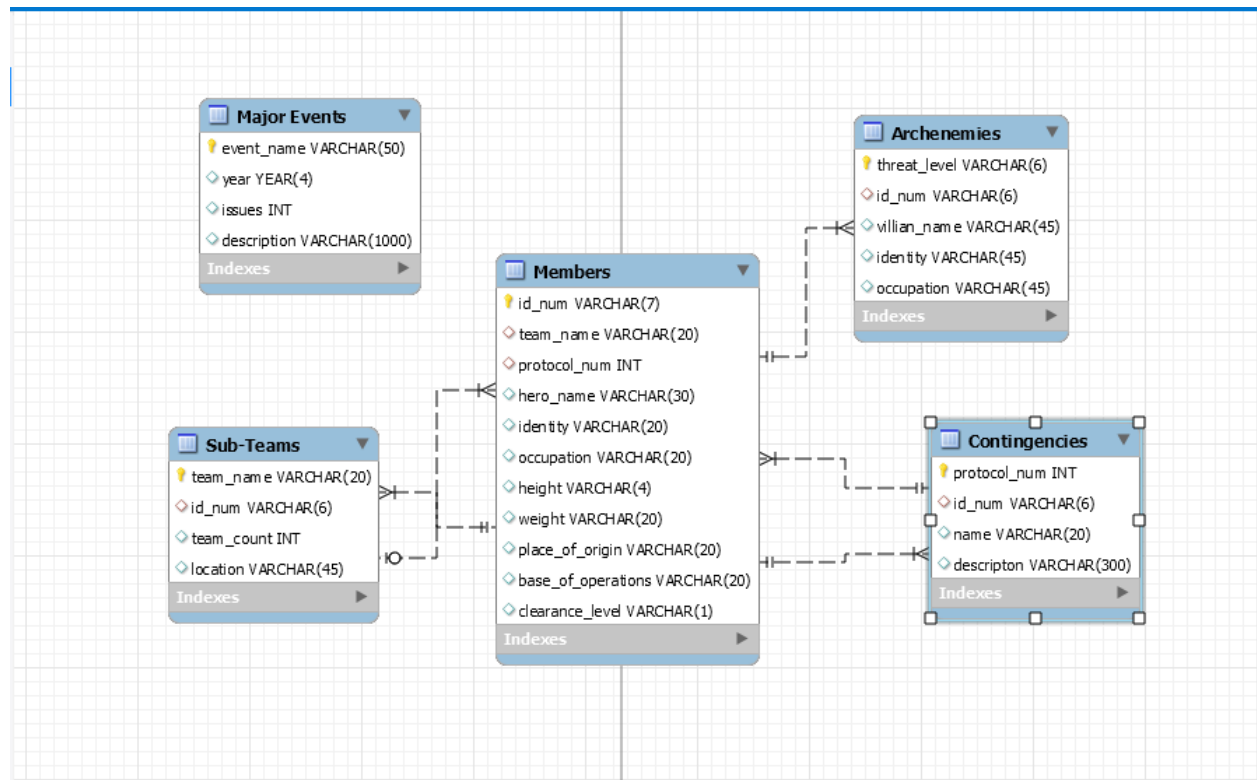 Major Events
event_name VARCHAR(50)
year YEAR(4)
issues INT
description VARCHAR(1000)
Indexes
Archenemies
threat_level VARCHAR(6)
id_num VARCHAR(6)
villian_name VARCHAR(45)
identity VARCHAR(45)
occupation VARCHAR(45)
Indexes
Members
id_num VARCHAR(7)
team_name VARCHAR(20)
protocol_num INT
hero_name VARCHAR(30)
identity VARCHAR(20)
occupation VARCHAR(20)
height VARCHAR(4)
weight VARCHAR(20)
place_of_origin VARCHAR(20)
base_of_operations VARCHAR(20)
clearance_level VARCHAR(1)
Indexes
Sub-Teams
team_name VARCHAR(20)
id_num VARCHAR(6)
team_count INT
location VARCHAR(45)
Indexes
Contingencies
protocol_num INT
id_num VARCHAR(6)
name VARCHAR(20)
descripton VARCHAR(300)
Indexes